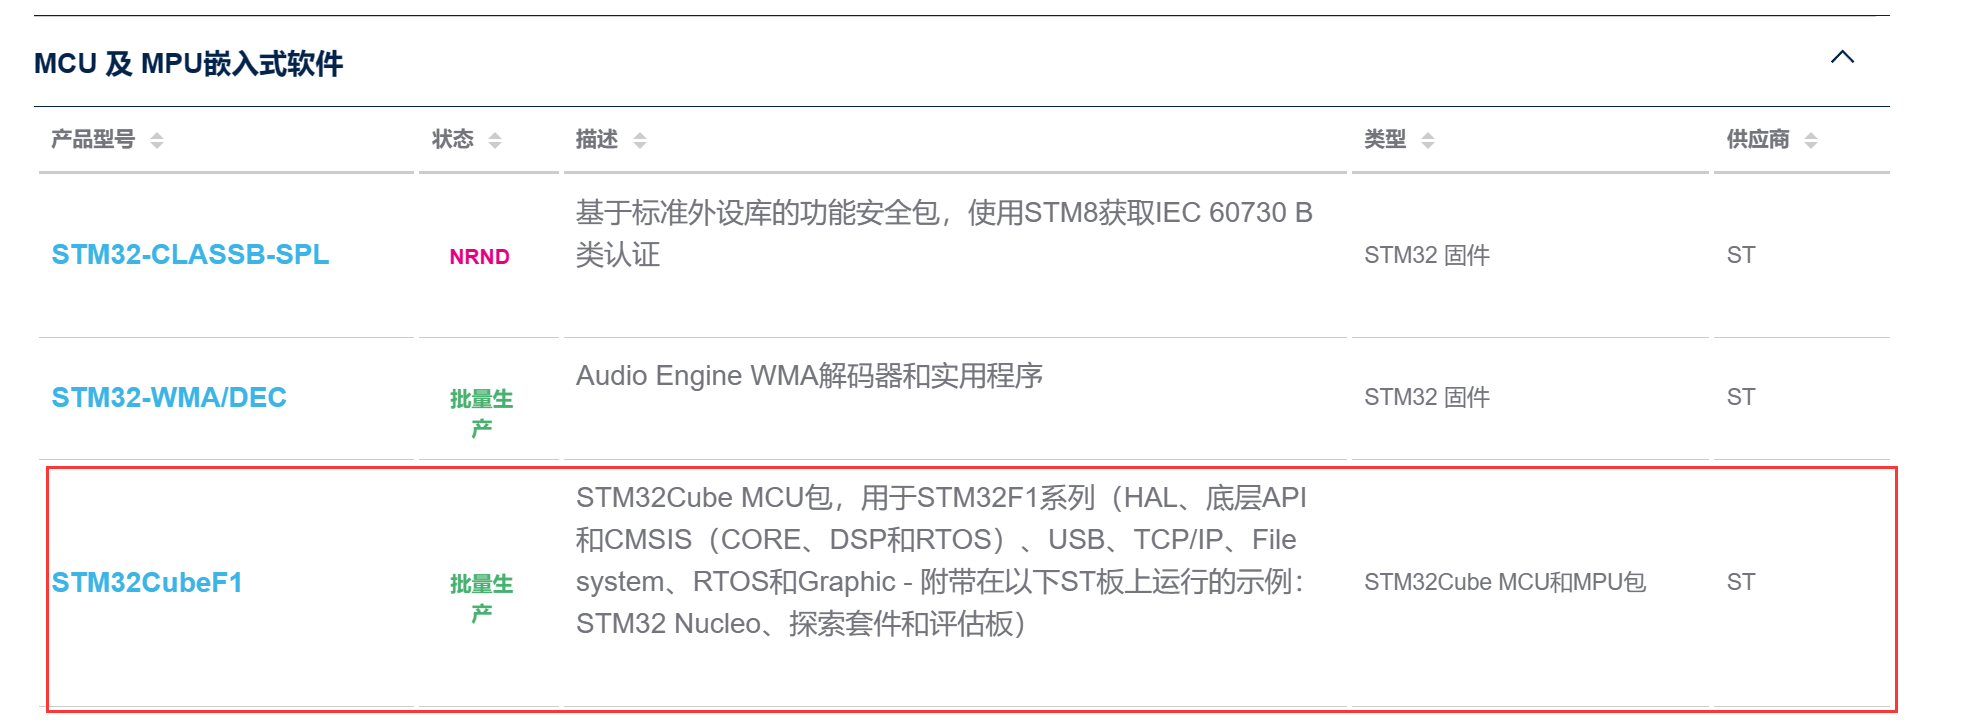 MCU 及 MPU嵌入式软件
产品型号 状态 描述 类型 供应商
基于标准外设库的功能安全包，使用STM8获取IEC 60730 B
类认证
STM32-CLASSB-SPL NRND STM32 固件 ST
Audio Engine WMA解码器和实用程序
STM32-WMA/DEC 批量生 STM32 固件 ST
产
STM32Cube MCU包，用于STM32F1系列（HAL、底层API
和CMSIS（CORE、DSP和RTOS）、USB、TCP/IP、File
system、RTOS和Graphic - 附带在以下ST板上运行的示例：
STM32 Nucleo、探索套件和评估板）
STM32CubeF1 批量生 STM32Cube MCU和MPU包 ST
产